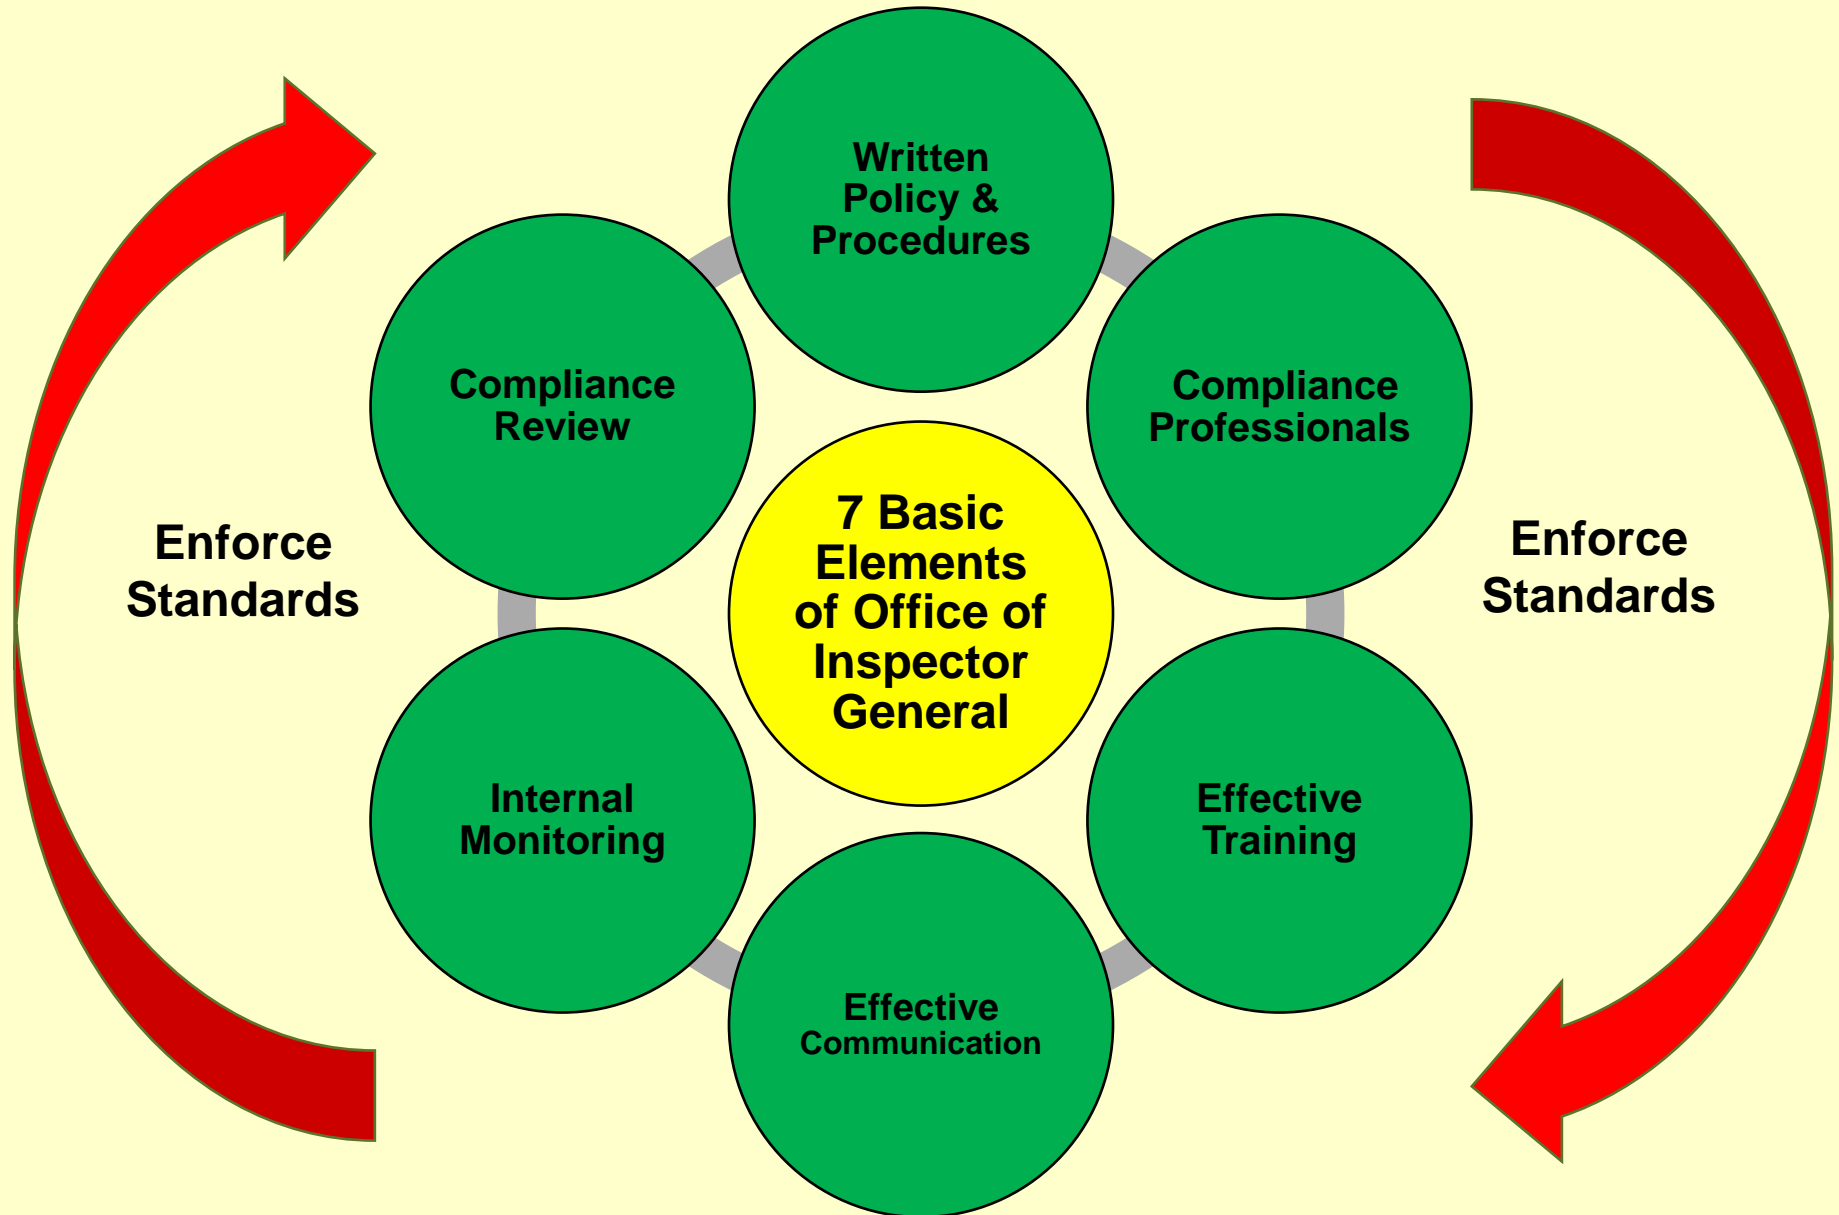 Written
Policy &
Procedures
Compliance
Professionals
Effective
Training
Effective
Communication
Internal
Monitoring
Compliance
Review
7 Basic
Elements
of Office of
Inspector
General
Enforce
Standards
Enforce
Standards